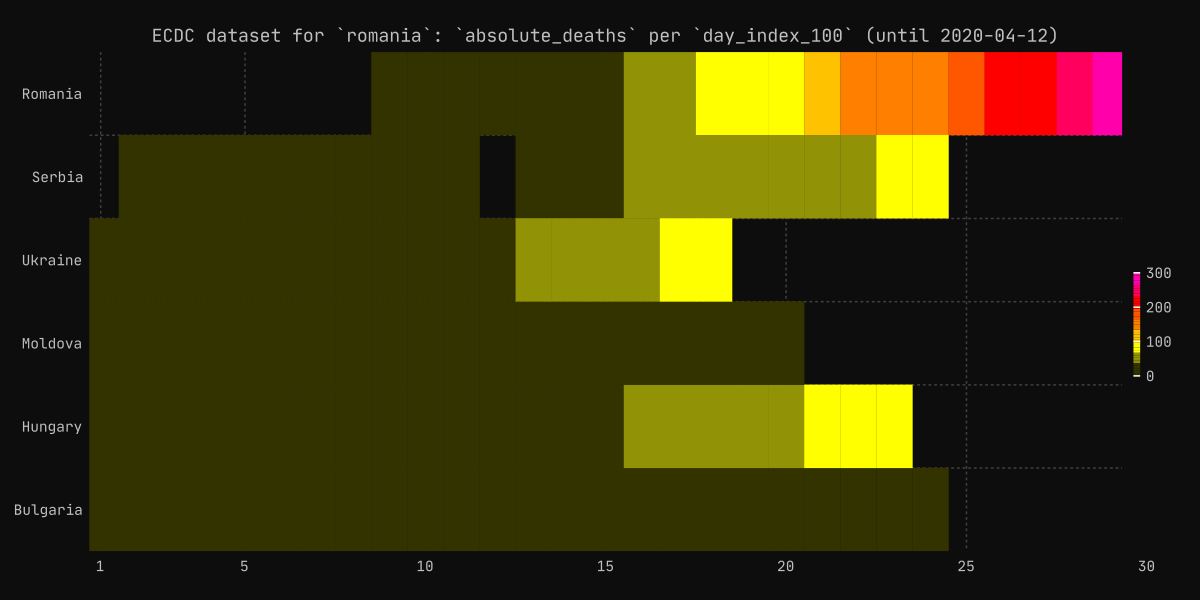 ECDC dataset for `romania`: `absolute_deaths` per `day_index_100` (until 2020-04-12)
Romania
Serbia
Ukraine
Moldova
Hungary
Bulgaria
300
200
100
0
1 5 10 15 20 25 30